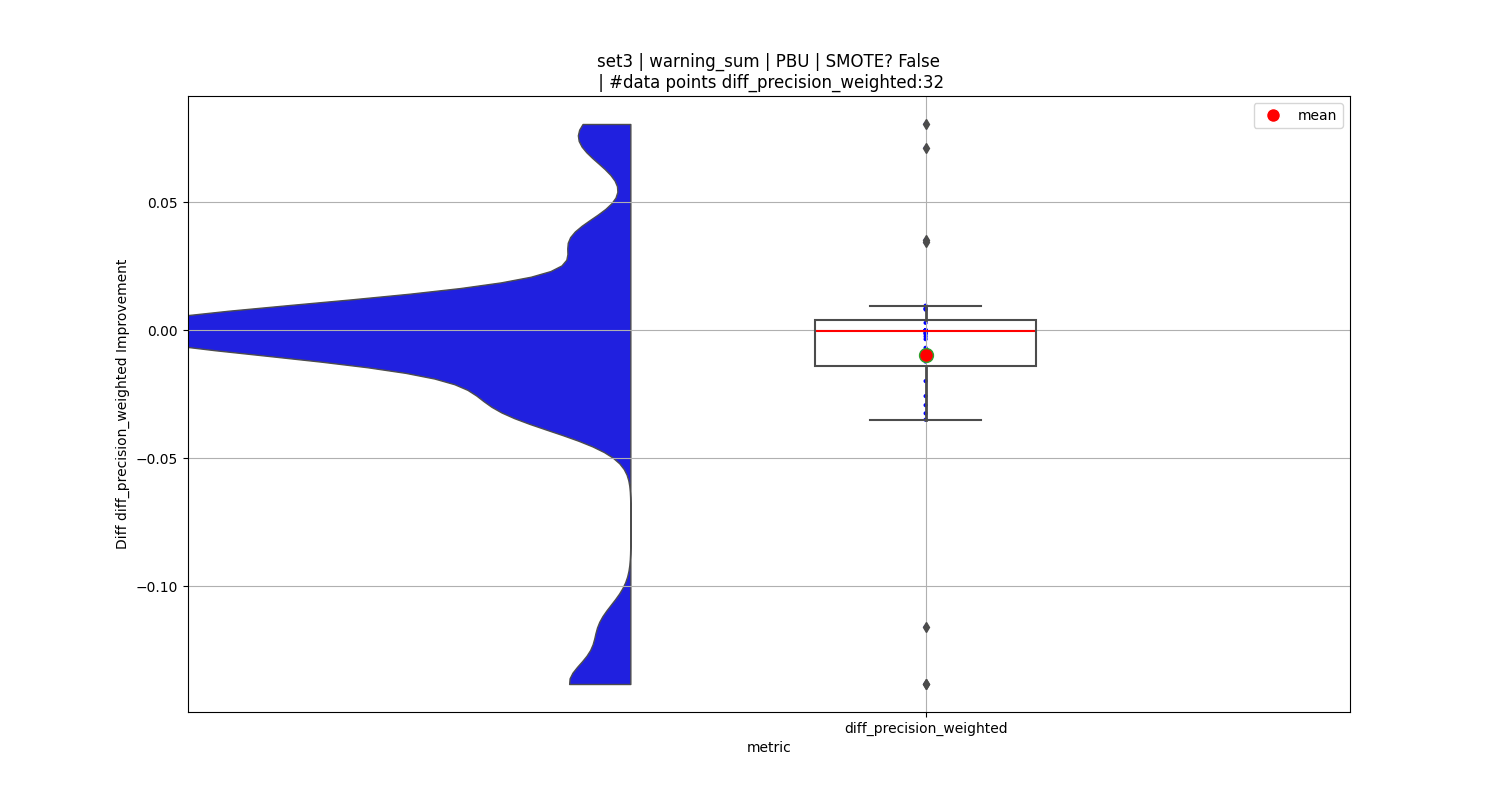 set3 | warning_sum | PBU | SMOTE? False
| #data points diff_precision_weighted:32
mean
Diff diff_precision_weighted Improvement
0.05
0.00
−0.05
−0.10
diff_precision_weighted
metric